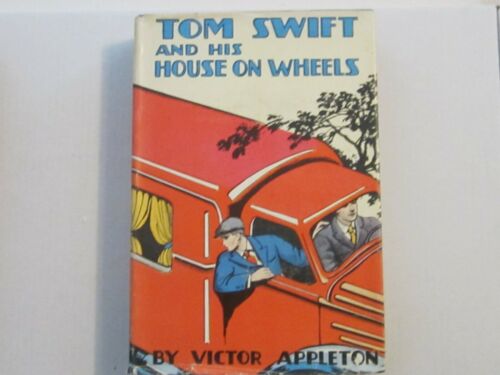 TOM SWIFT
AND HIS
HOUSE ON WHEELS
BY VICTOR APPLETON